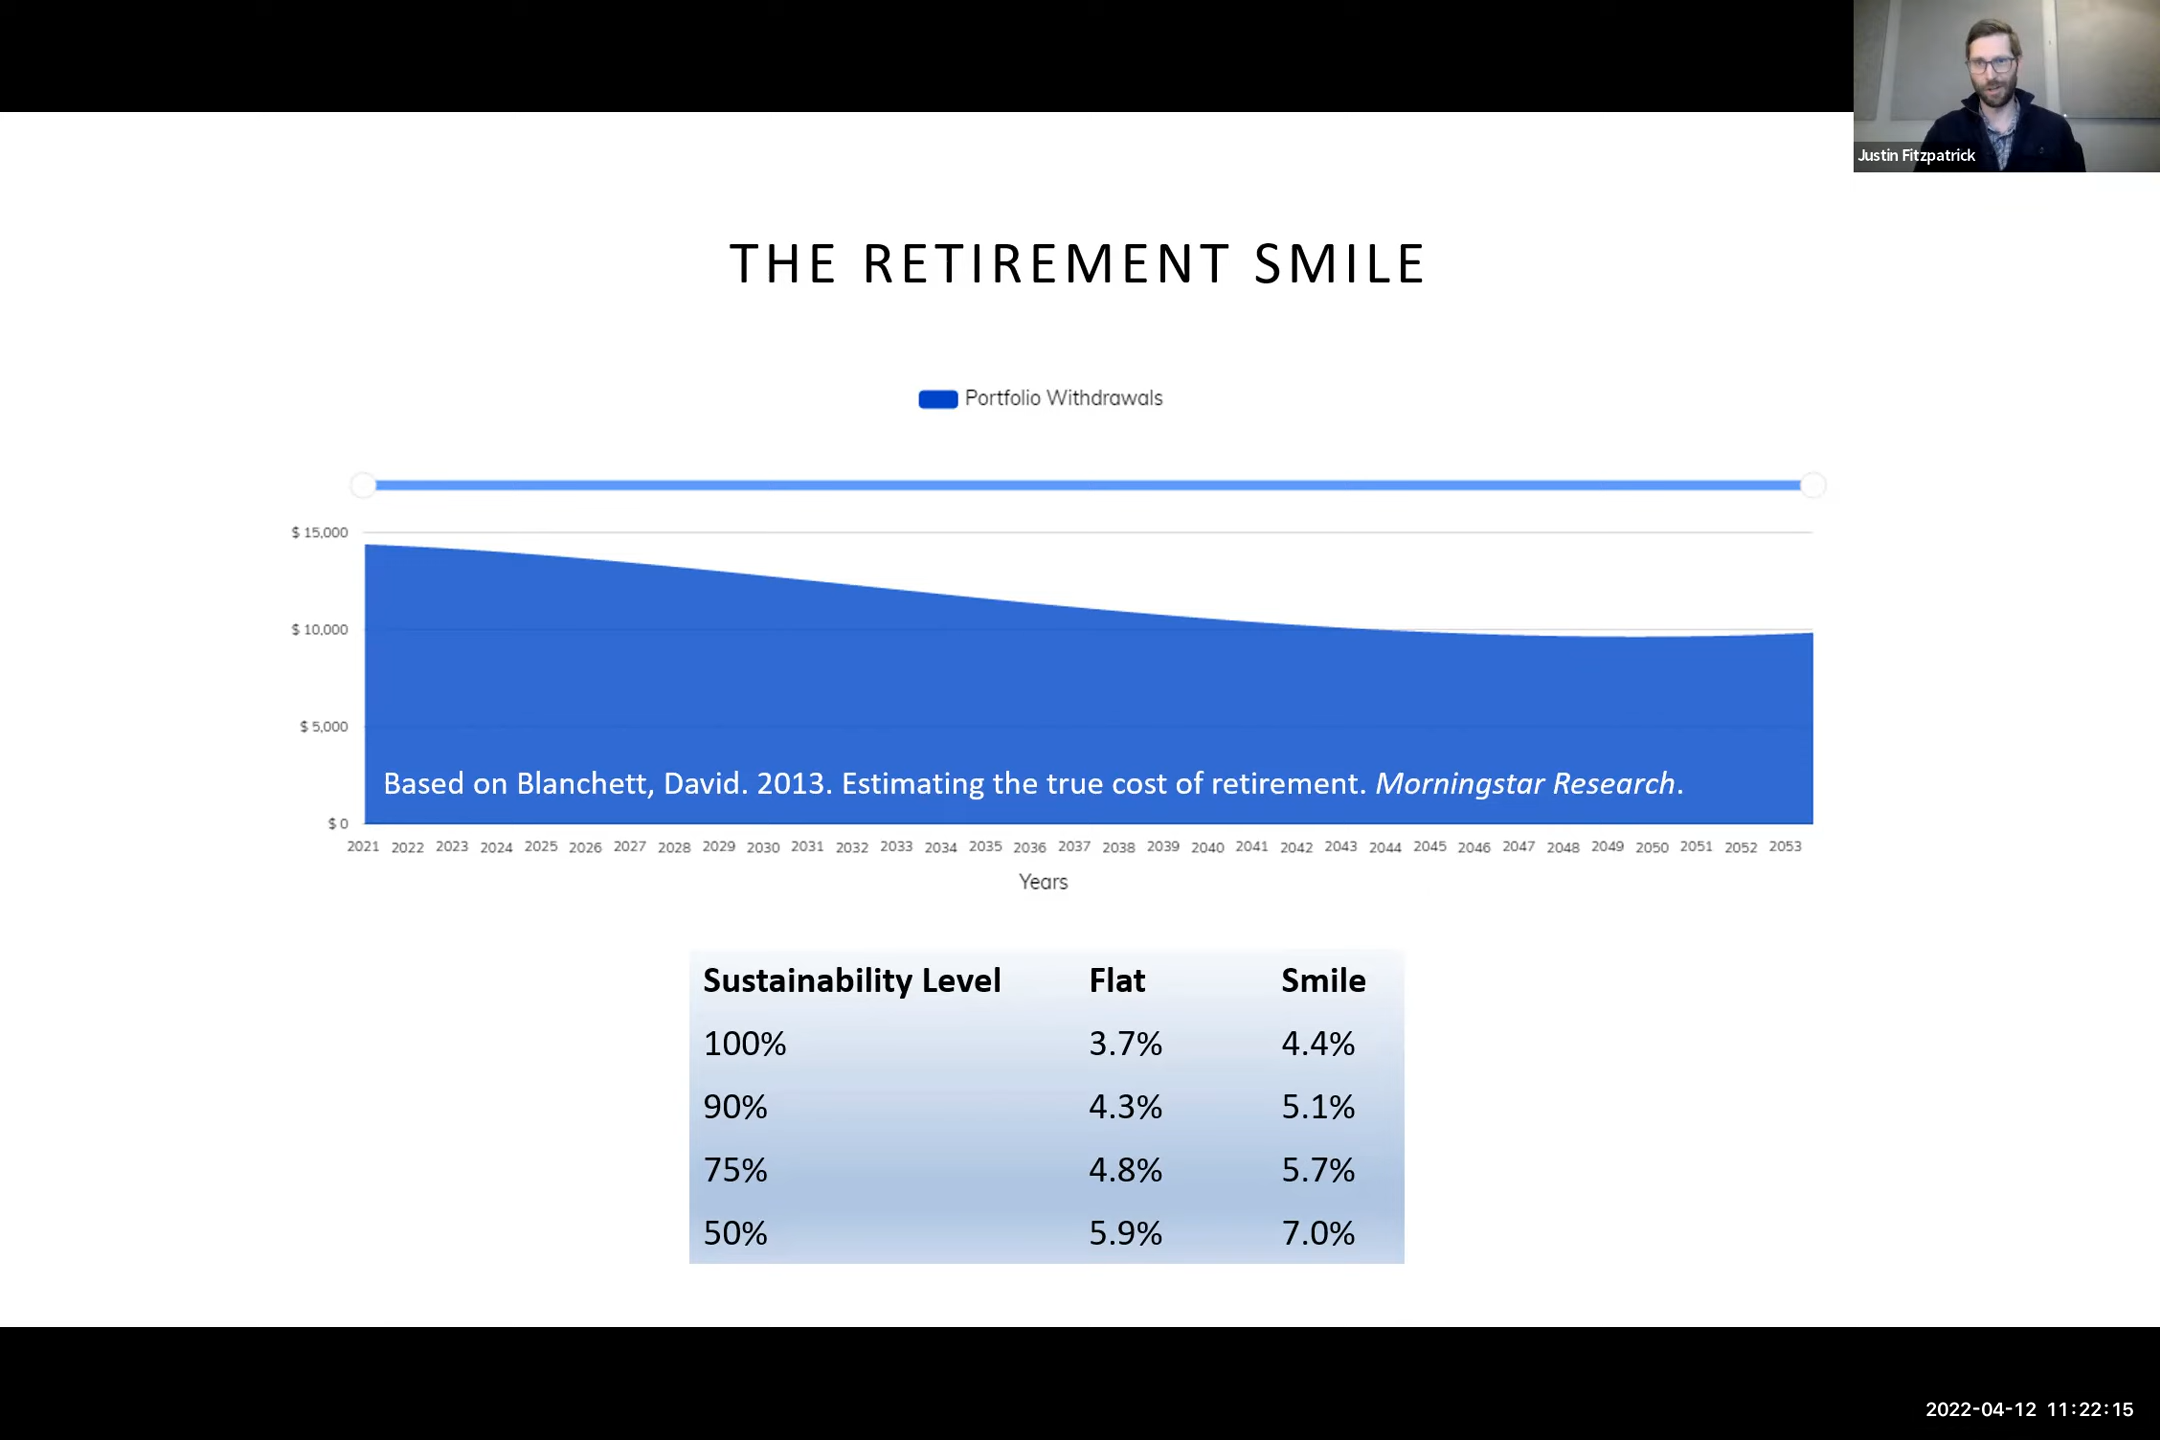 Justin Fitzpatrick
THE RETIREMENT SMILE
Portfolio Withdrawals
$ 15,000
$ 10,000
$ 5,000
$ 0
Based on Blanchett, David. 2013. Estimating the true cost of retirement. Morningstar Research.
2021 2022 2023 2024 2025 2026 2027 2028 2029 2030 2031 2032 2033 2034 2035 2036 2037 2038 2039 2040 2041 2042 2043 2044 2045 2046 2047 2048 2049 2050 2051 2052 2053
Years
Sustainability Level Flat Smile
100% 3.7% 4.4%
90% 4.3% 5.1%
75% 4.8% 5.7%
50% 5.9% 7.0%
2022-04-12 11:22:15